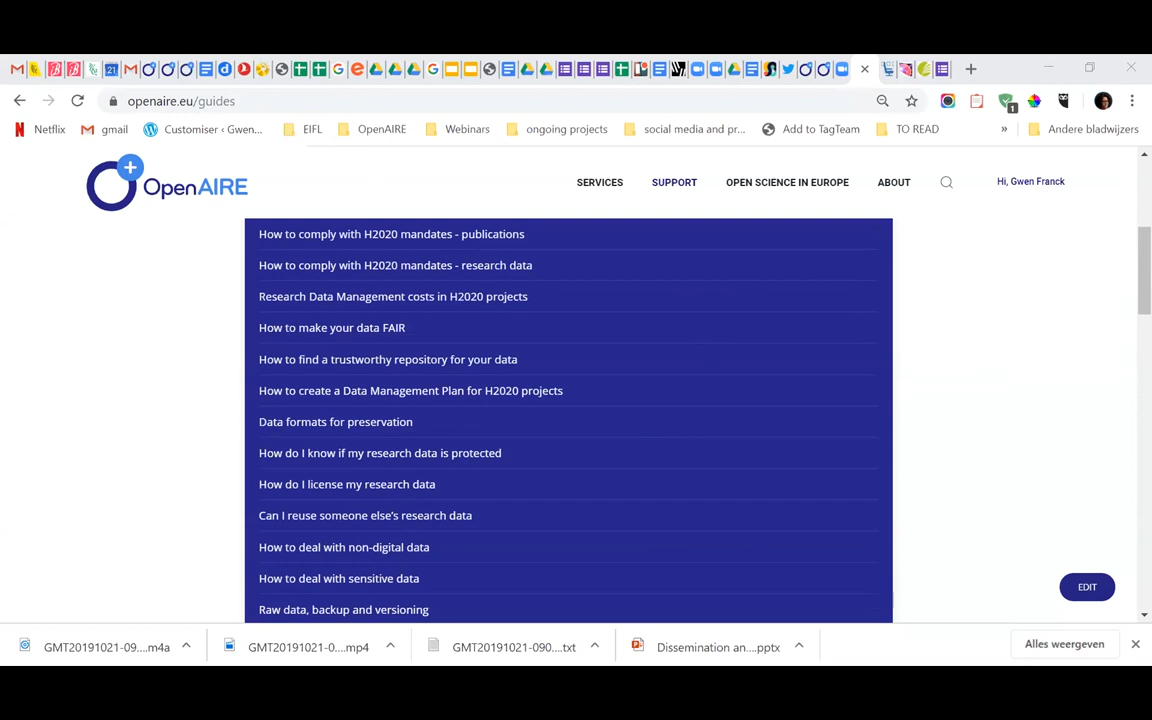 openaire.eu/guides
1
Netflix
gmail
Customiser ‹ Gwen...
EIFL
OpenAIRE
Webinars
ongoing projects
social media and pr...
Add to TagTeam
TO READ
»
Andere bladwijzers
OpenAIRE
SERVICES
SUPPORT
OPEN SCIENCE IN EUROPE
ABOUT
Hi, Gwen Franck
How to comply with H2020 mandates - publications
How to comply with H2020 mandates - research data
Research Data Management costs in H2020 projects
How to make your data FAIR
How to find a trustworthy repository for your data
How to create a Data Management Plan for H2020 projects
Data formats for preservation
How do I know if my research data is protected
How do I license my research data
Can I reuse someone else's research data
How to deal with non-digital data
How to deal with sensitive data
Raw data, backup and versioning
EDIT
GMT20191021-09....m4a
GMT20191021-0....mp4
GMT20191021-090....txt
Dissemination an....pptx
Alles weergeven